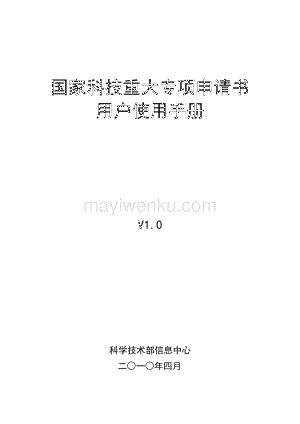 国家科技重大专项申请书
用户使用手册
mayiwenku.com
V1.0
科学技术部信息中心
二〇一〇年四月